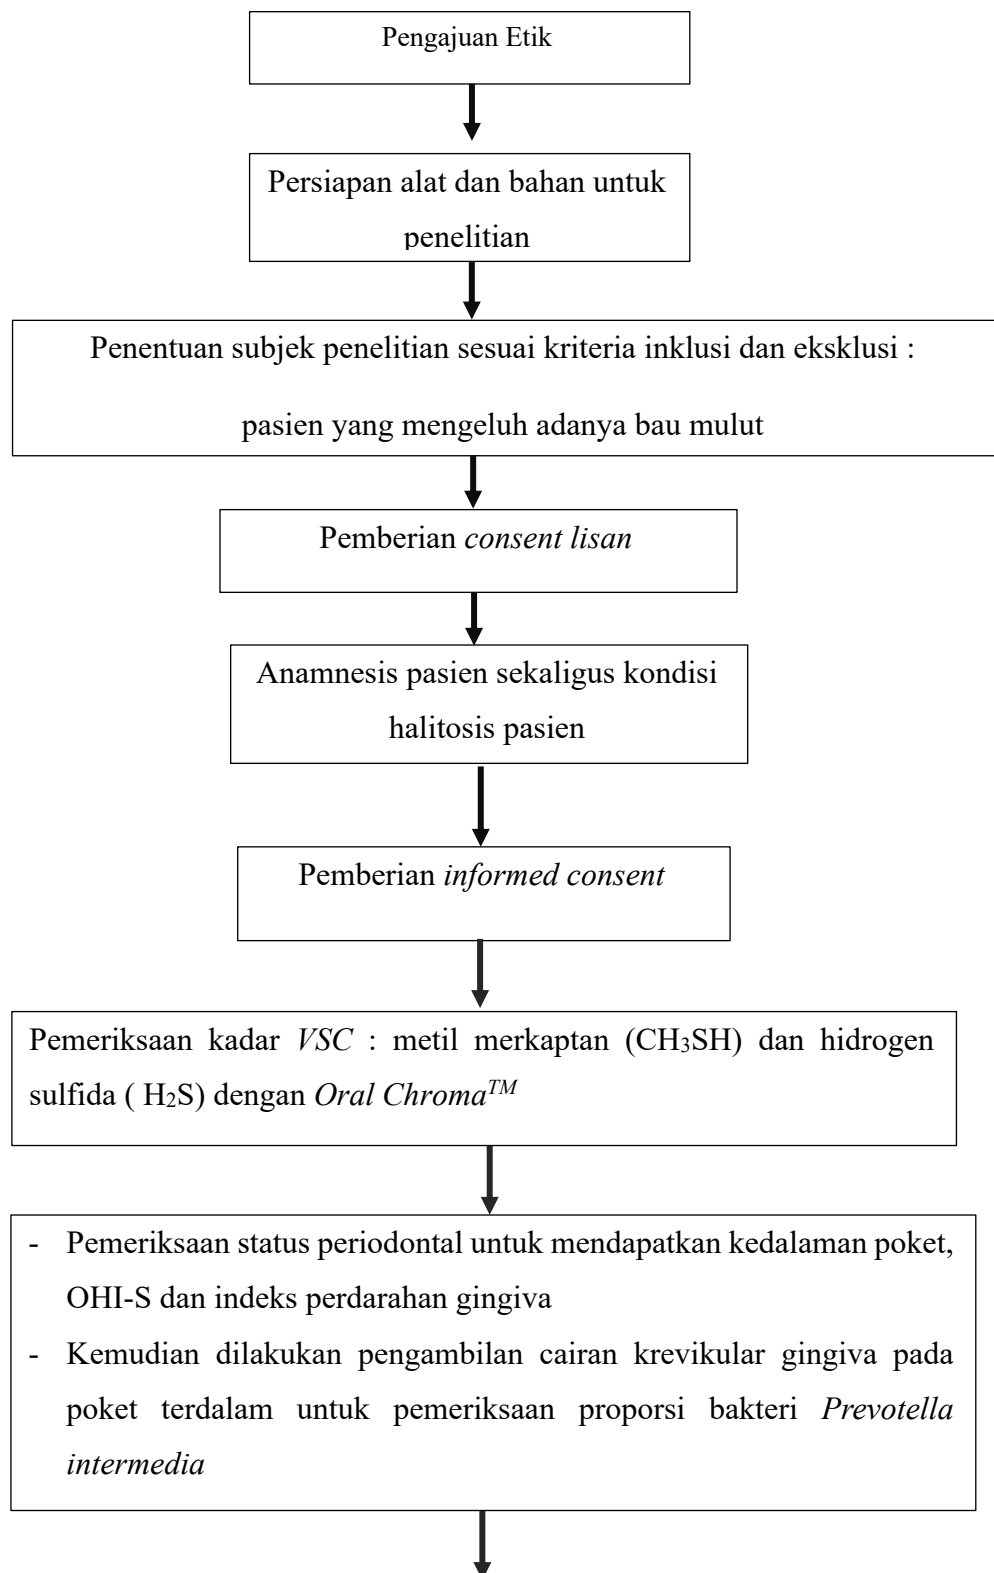 Pengajuan Etik
Persiapan alat dan bahan untuk
penelitian
Penentuan subjek penelitian sesuai kriteria inklusi dan eksklusi :
pasien yang mengeluh adanya bau mulut
Pemberian consent lisan
Anamnesis pasien sekaligus kondisi
halitosis pasien
Pemberian informed consent
Pemeriksaan kadar VSC : metil merkaptan (CH₃SH) dan hidrogen
sulfida ( H₂S) dengan Oral Chroma™
- Pemeriksaan status periodontal untuk mendapatkan kedalaman poket,
OHI-S dan indeks perdarahan gingiva
- Kemudian dilakukan pengambilan cairan krevikular gingiva pada
poket terdalam untuk pemeriksaan proporsi bakteri Prevotella
intermedia